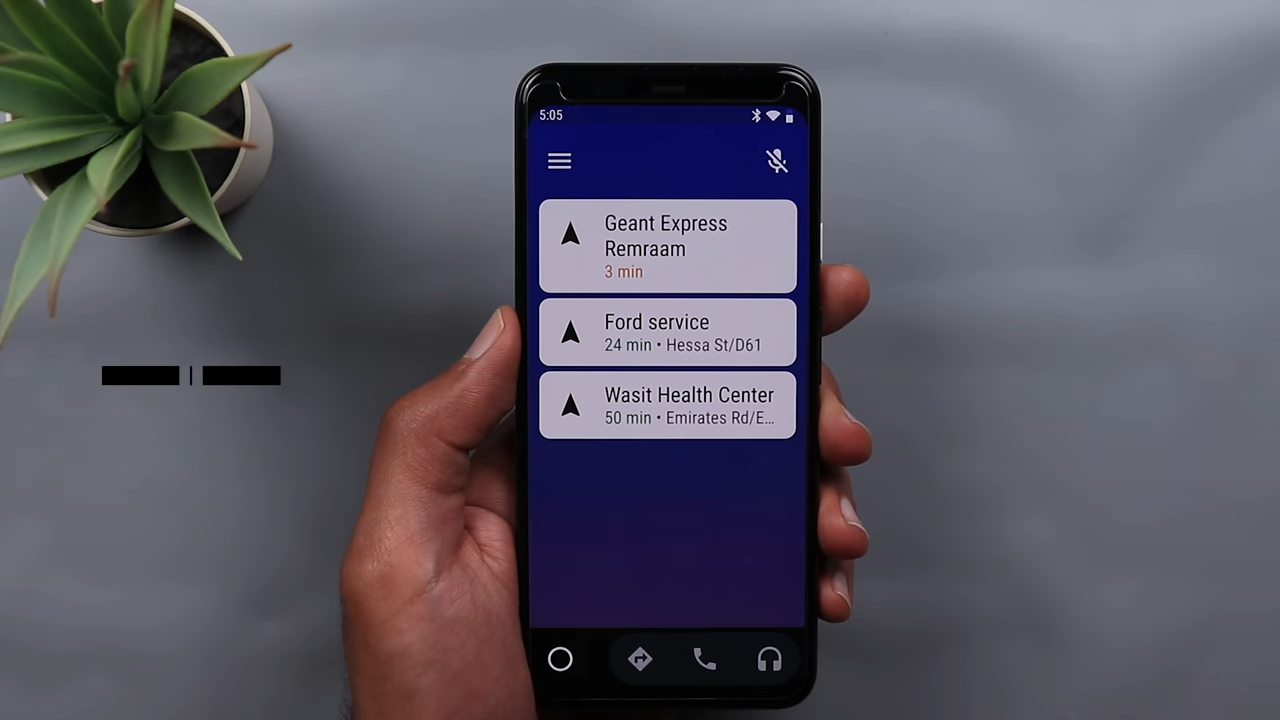 5:05
Geant Express
Remraam
3 min
Ford service
24 min • Hessa St/D61
Wasit Health Center
50 min • Emirates Rd/E…